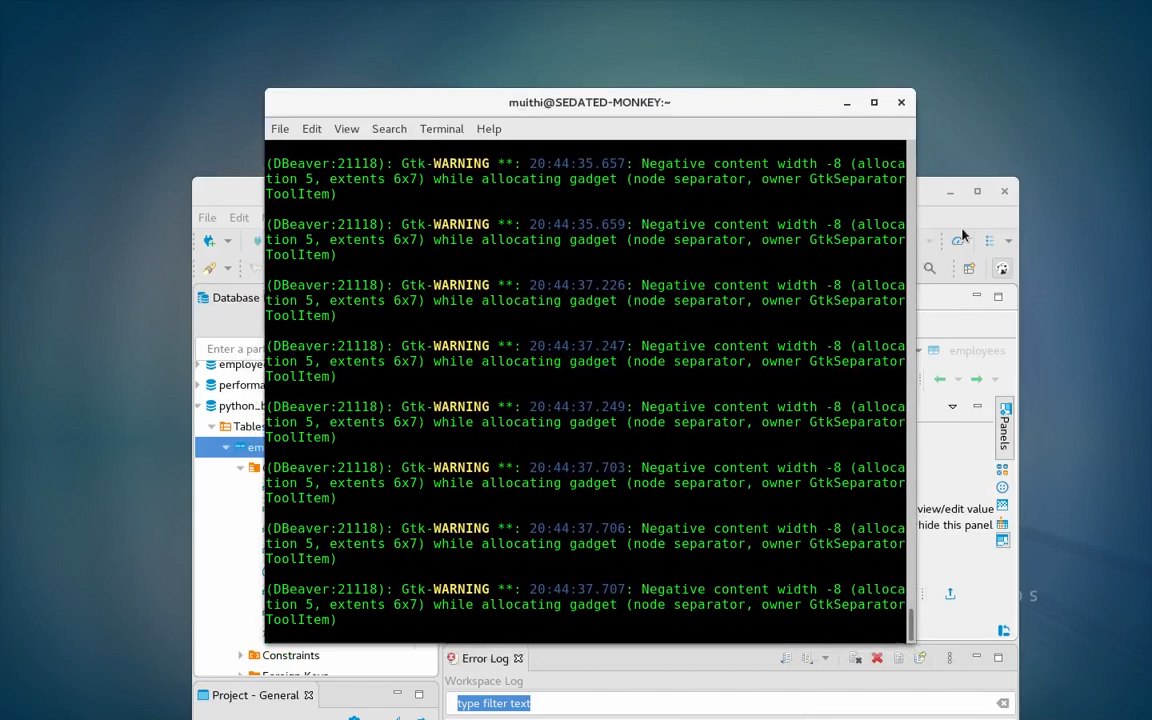 muithi@SEDATED-MONKEY:~
File Edit View Search Terminal Help
(DBeaver:21118): Gtk-WARNING **: 20:44:35.657: Negative content width -8 (alloca
tion 5, extents 6x7) while allocating gadget (node separator, owner GtkSeparator
ToolItem)
(DBeaver:21118): Gtk-WARNING **: 20:44:35.659: Negative content width -8 (alloca
tion 5, extents 6x7) while allocating gadget (node separator, owner GtkSeparator
ToolItem)
(DBeaver:21118): Gtk-WARNING **: 20:44:37.226: Negative content width -8 (alloca
tion 5, extents 6x7) while allocating gadget (node separator, owner GtkSeparator
ToolItem)
(DBeaver:21118): Gtk-WARNING **: 20:44:37.247: Negative content width -8 (alloca
tion 5, extents 6x7) while allocating gadget (node separator, owner GtkSeparator
ToolItem)
(DBeaver:21118): Gtk-WARNING **: 20:44:37.249: Negative content width -8 (alloca
tion 5, extents 6x7) while allocating gadget (node separator, owner GtkSeparator
ToolItem)
(DBeaver:21118): Gtk-WARNING **: 20:44:37.703: Negative content width -8 (alloca
tion 5, extents 6x7) while allocating gadget (node separator, owner GtkSeparator
ToolItem)
(DBeaver:21118): Gtk-WARNING **: 20:44:37.706: Negative content width -8 (alloca
tion 5, extents 6x7) while allocating gadget (node separator, owner GtkSeparator
ToolItem)
(DBeaver:21118): Gtk-WARNING **: 20:44:37.707: Negative content width -8 (alloca
tion 5, extents 6x7) while allocating gadget (node separator, owner GtkSeparator
ToolItem)
File Edit
Database
Enter a par
employe
performa
python_b
Tables
em
Constraints
Project - General
employees
Panels
view/edit value
hide this panel
Error Log
Workspace Log
type filter text
O S